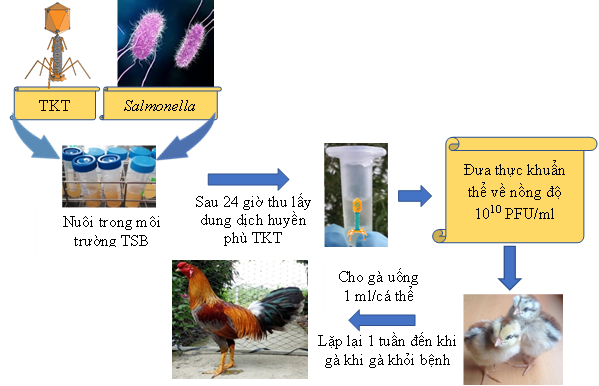 TKT
Salmonella
Nuôi trong môi
trường TSB
Sau 24 giờ thu lấy
dung dịch huyền
phù TKT
Đưa thực khuẩn
thể về nồng độ
10¹⁰ PFU/ml
Cho gà uống
1 ml/cá thể
Lặp lại 1 tuần đến khi
gà khi gà khỏi bệnh